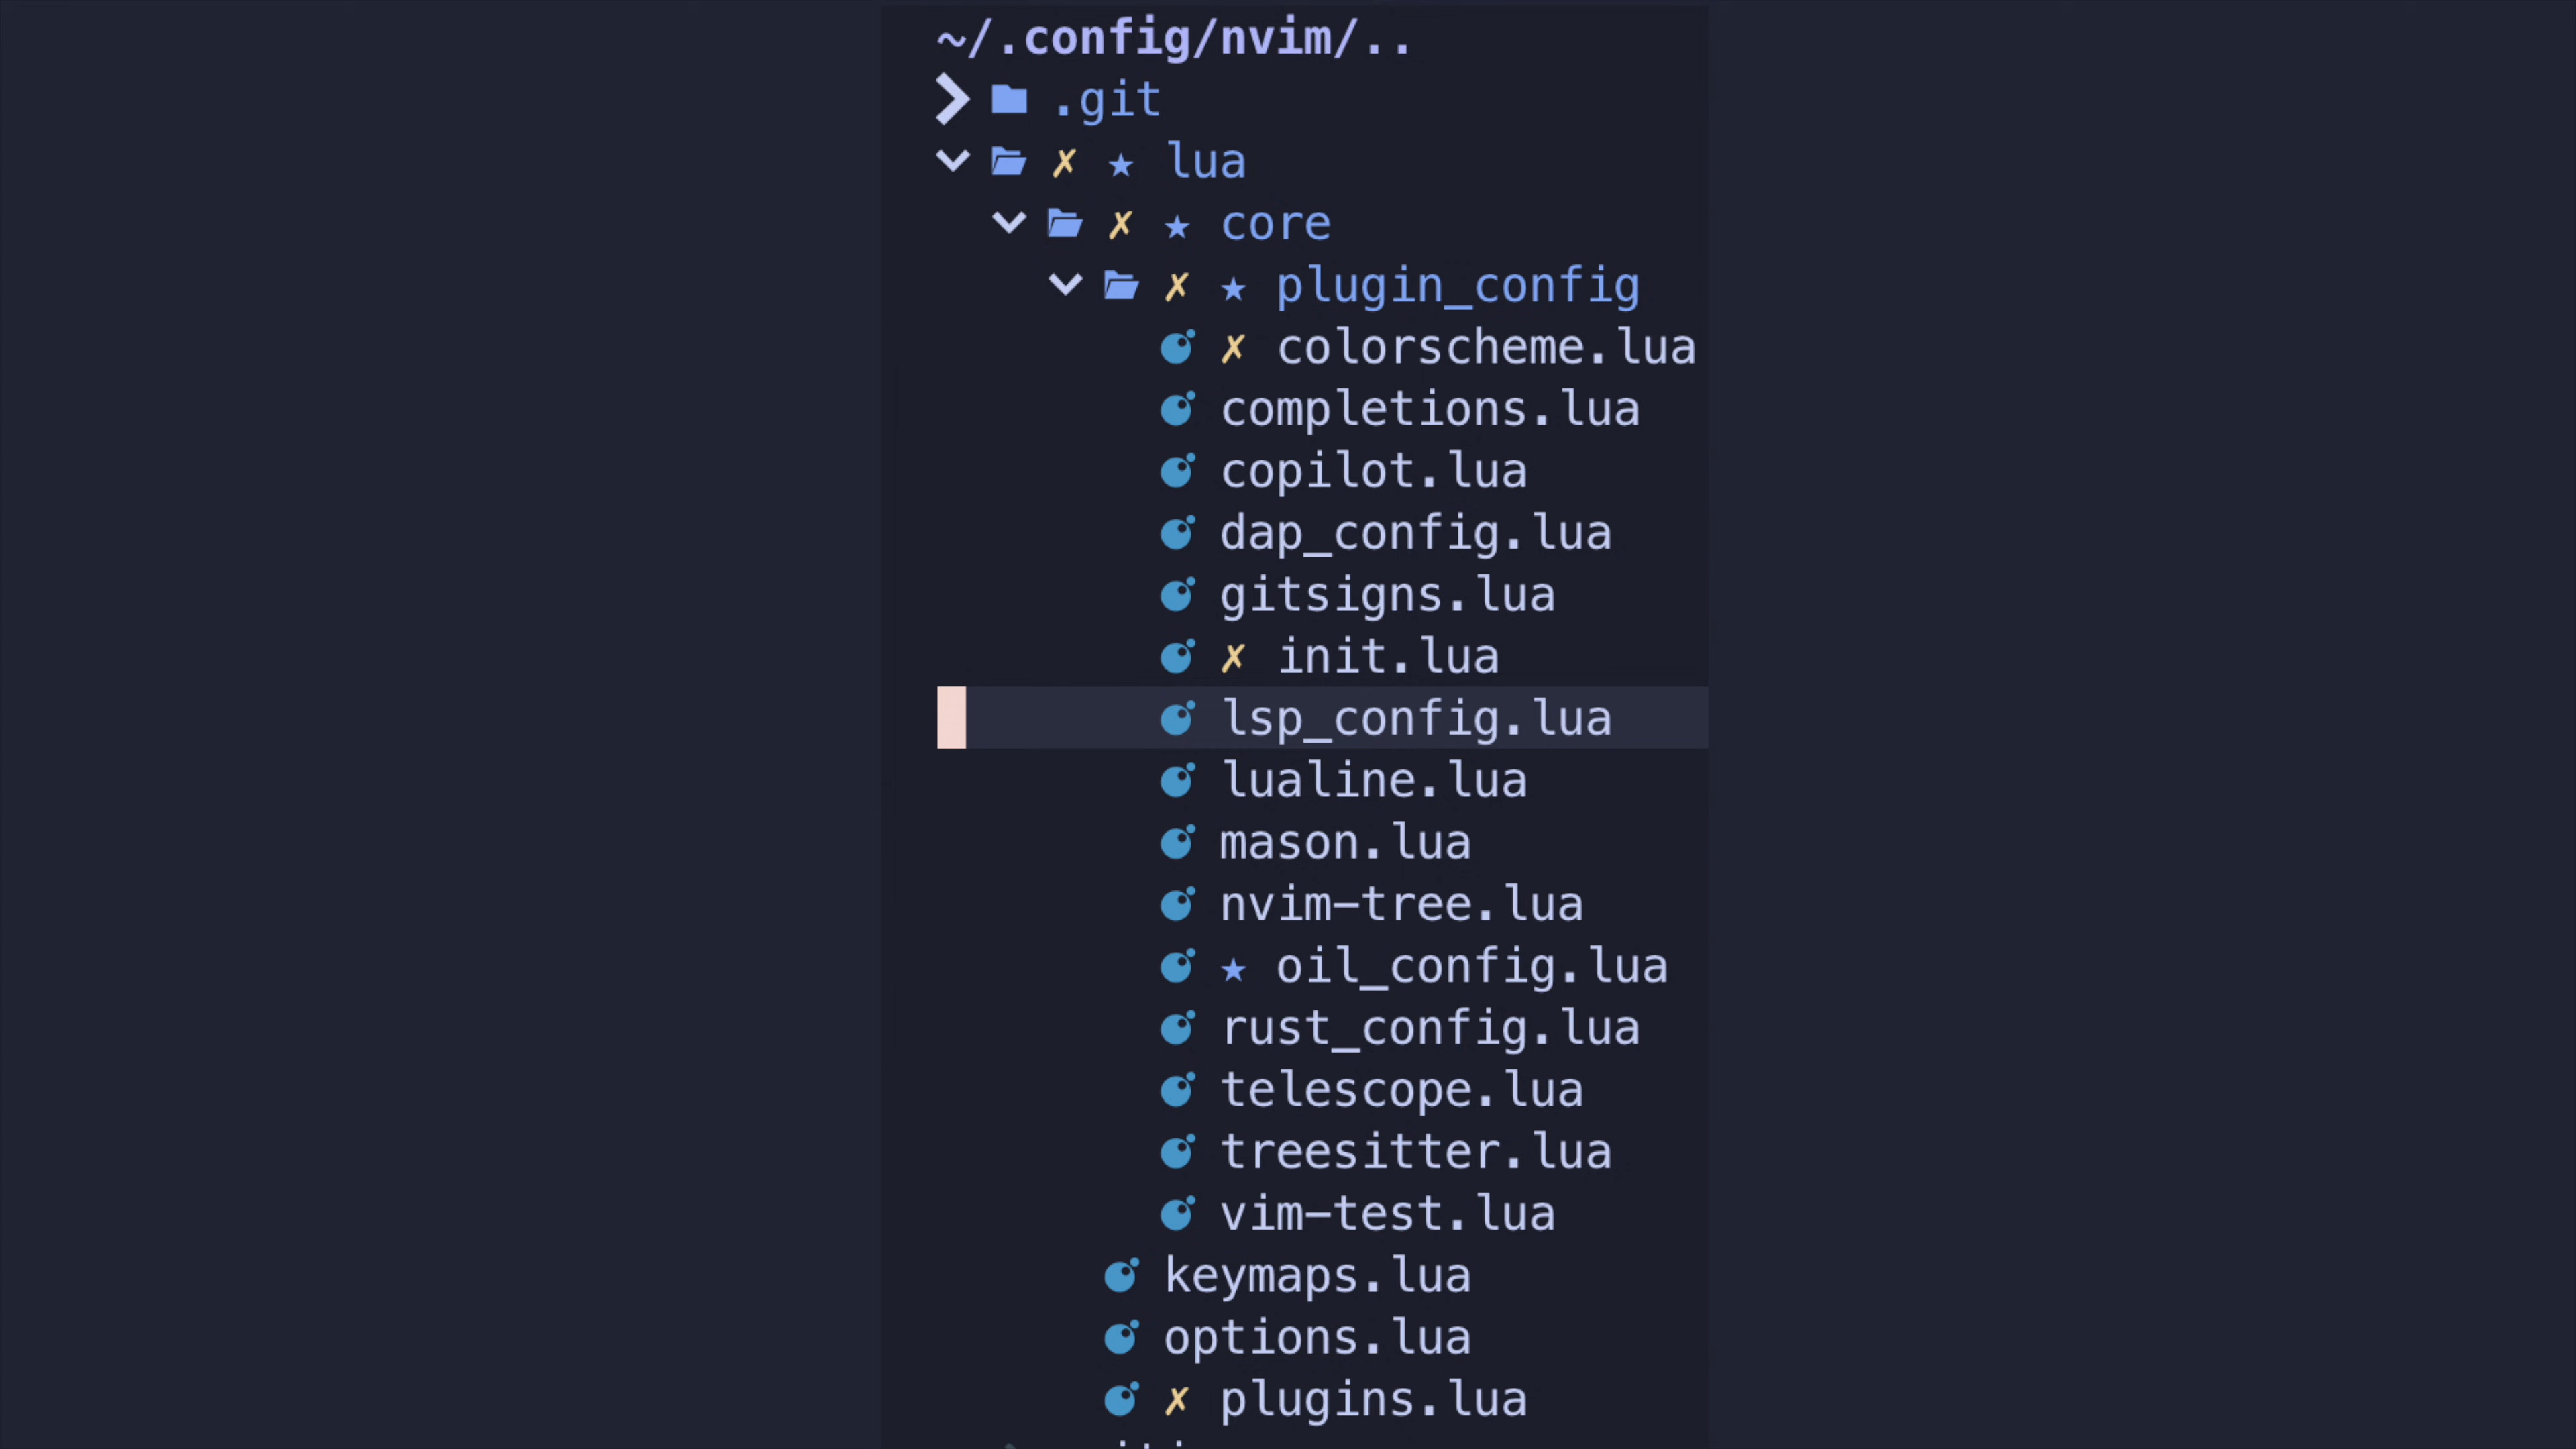 ~/.config/nvim/..
.git
✗ ★ lua
✗ ★ core
✗ ★ plugin_config
✗ colorscheme.lua
completions.lua
copilot.lua
dap_config.lua
gitsigns.lua
✗ init.lua
lsp_config.lua
lualine.lua
mason.lua
nvim-tree.lua
★ oil_config.lua
rust_config.lua
telescope.lua
treesitter.lua
vim-test.lua
keymaps.lua
options.lua
✗ plugins.lua